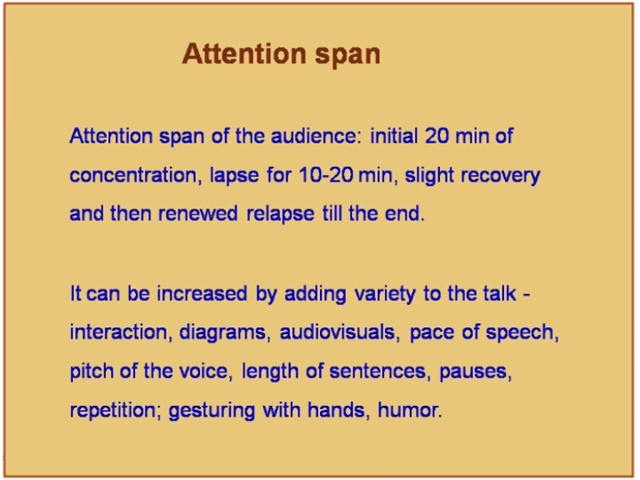 Attention span
Attention span of the audience: initial 20 min of
concentration, lapse for 10-20 min, slight recovery
and then renewed relapse till the end.
It can be increased by adding variety to the talk -
interaction, diagrams, audiovisuals, pace of speech,
pitch of the voice, length of sentences, pauses,
repetition; gesturing with hands, humor.